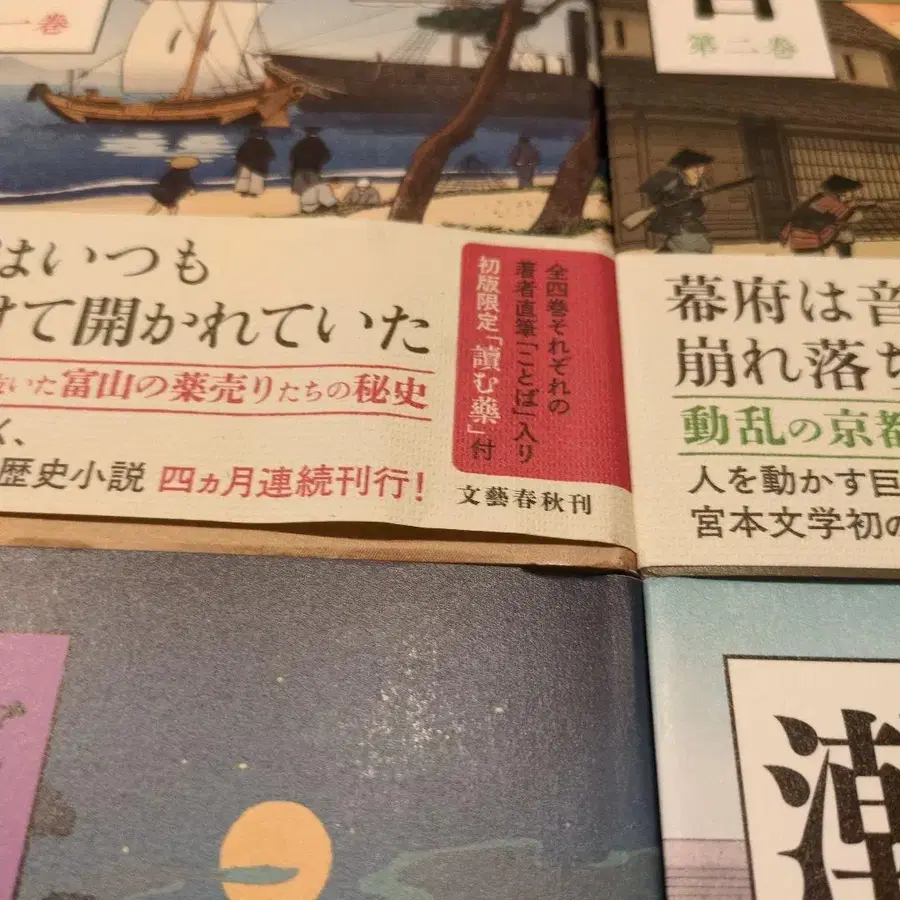 一巻
第二巻
はいつも
けて開かれていた
いた富山の薬売りたちの秘史
く、
歴史小説 四ヵ月連続刊行!
全四巻それぞれの
著者直筆「ことば」入り
初版限定「讀む藥」付
文藝春秋刊
幕府は音
崩れ落ち
動乱の京都
人を動かす巨
宮本文学初の
潮